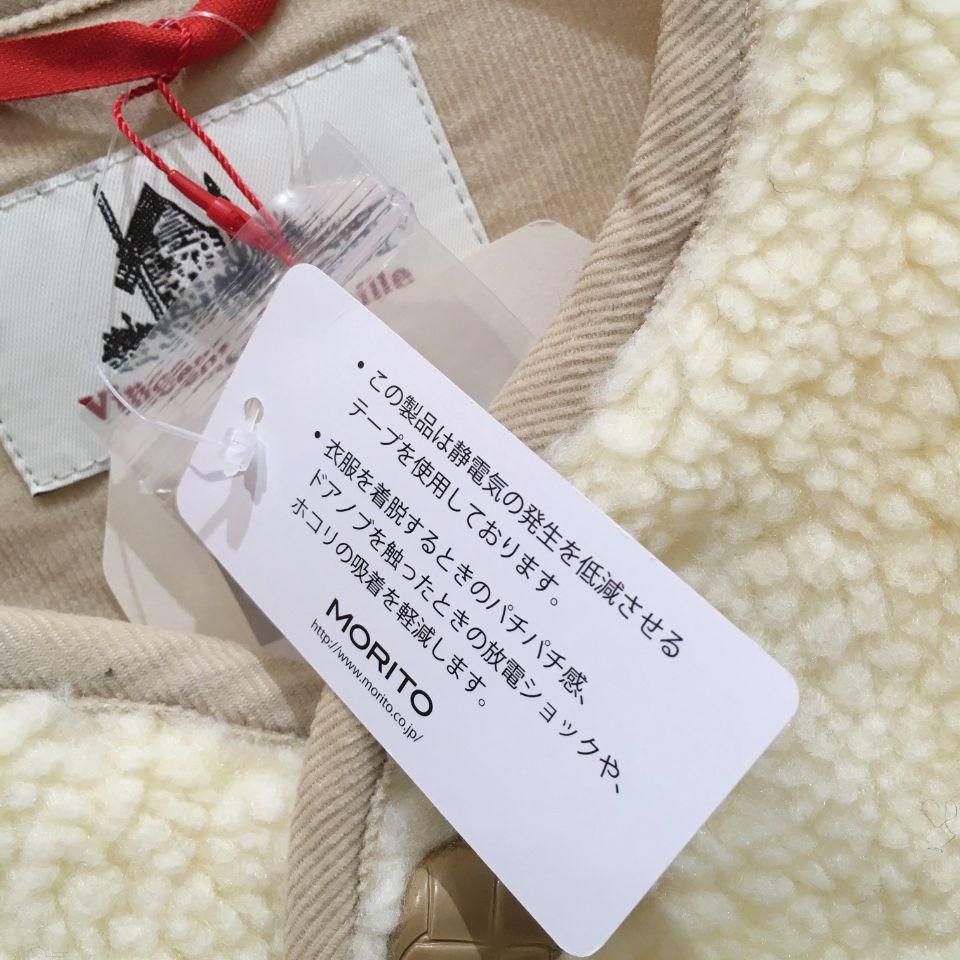 ille
・この製品は静電気の発生を低減させる
テープを使用しております。
・衣服を着脱するときのパチパチ感、
ドアノブを触ったときの放電ショックや、
ホコリの吸着を軽減します。
MORITO
http://www.morito.co.jp/